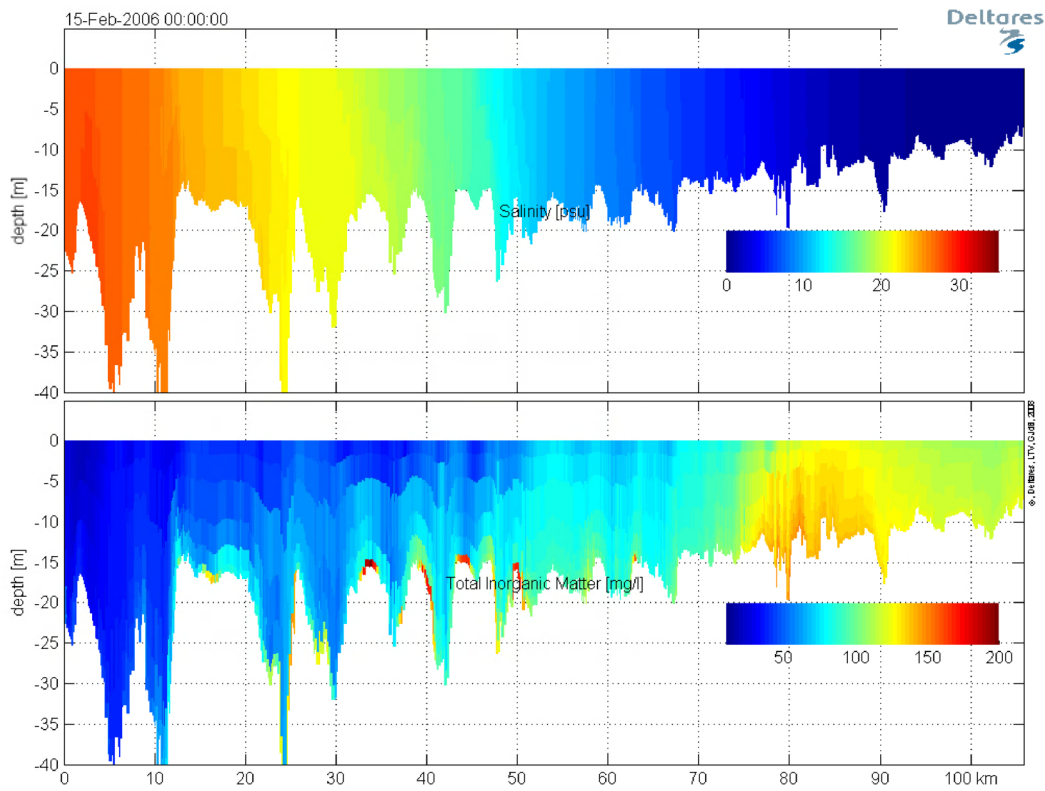 15-Feb-2006 00:00:00
Deltares
0
-5
-10
-15
-20
-25
-30
-35
-40
depth [m]
Salinity [psu]
0 10 20 30
0
-5
-10
-15
-20
-25
-30
-35
-40
depth [m]
Total Inorganic Matter [mg/l]
50 100 150 200
0 10 20 30 40 50 60 70 80 90 100 km